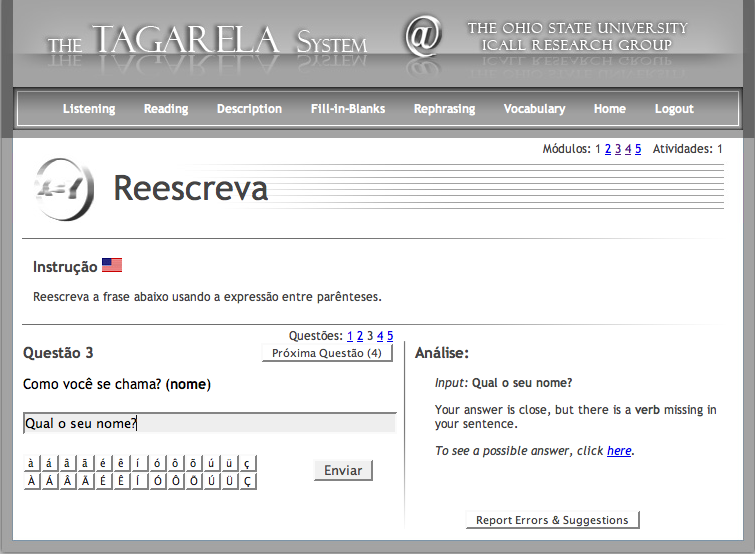 THE TAGARELA SYSTEM @ THE OHIO STATE UNIVERSITY
ICALL RESEARCH GROUP
Listening Reading Description Fill-in-Blanks Rephrasing Vocabulary Home Logout
Módulos: 1 2 3 4 5 Atividades: 1
x=y Reescreva
Instrução
Reescreva a frase abaixo usando a expressão entre parênteses.
Questões: 1 2 3 4 5
Questão 3 Próxima Questão (4)
Como você se chama? (nome)
Qual o seu nome?
à á â ã é ê í ó ô õ ú ü ç
À Á Â Ã É Ê Í Ó Ô Õ Ú Ü Ç
Enviar
Análise:
Input: Qual o seu nome?
Your answer is close, but there is a verb missing in
your sentence.
To see a possible answer, click here.
Report Errors & Suggestions